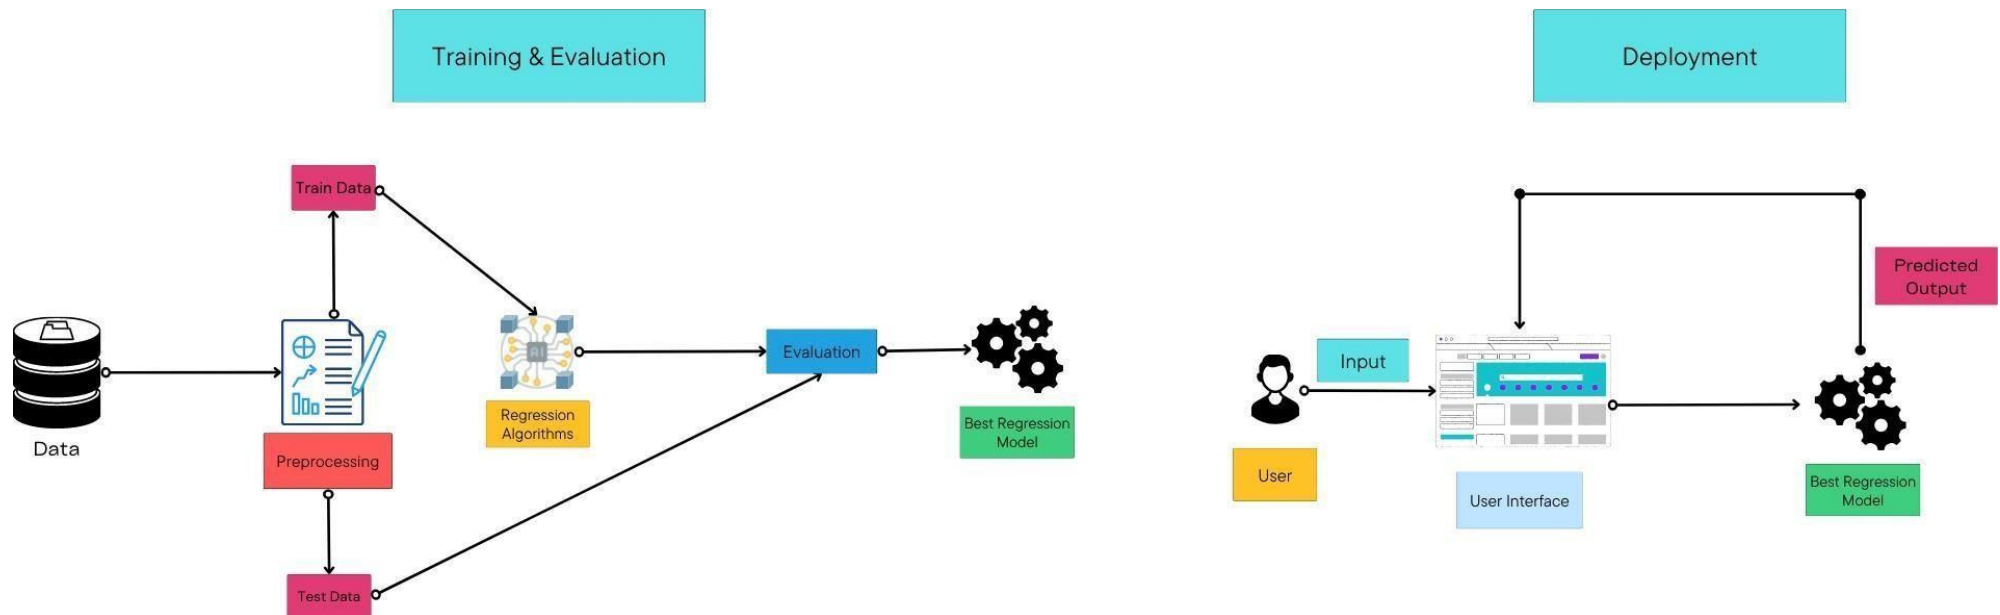 Training & Evaluation
Deployment
Train Data
Data
Preprocessing
Test Data
AI
Regression
Algorithms
Evaluation
Best Regression
Model
User
Input
User Interface
Predicted
Output
Best Regression
Model